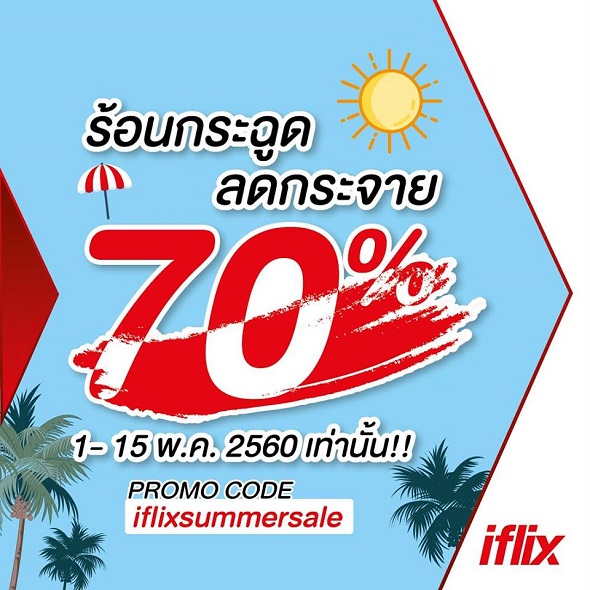 ร้อนกระฉูด
ลดกระจาย
70%
1- 15 พ.ค. 2560 เท่านั้น!!
PROMO CODE
iflixsummersale
iflix